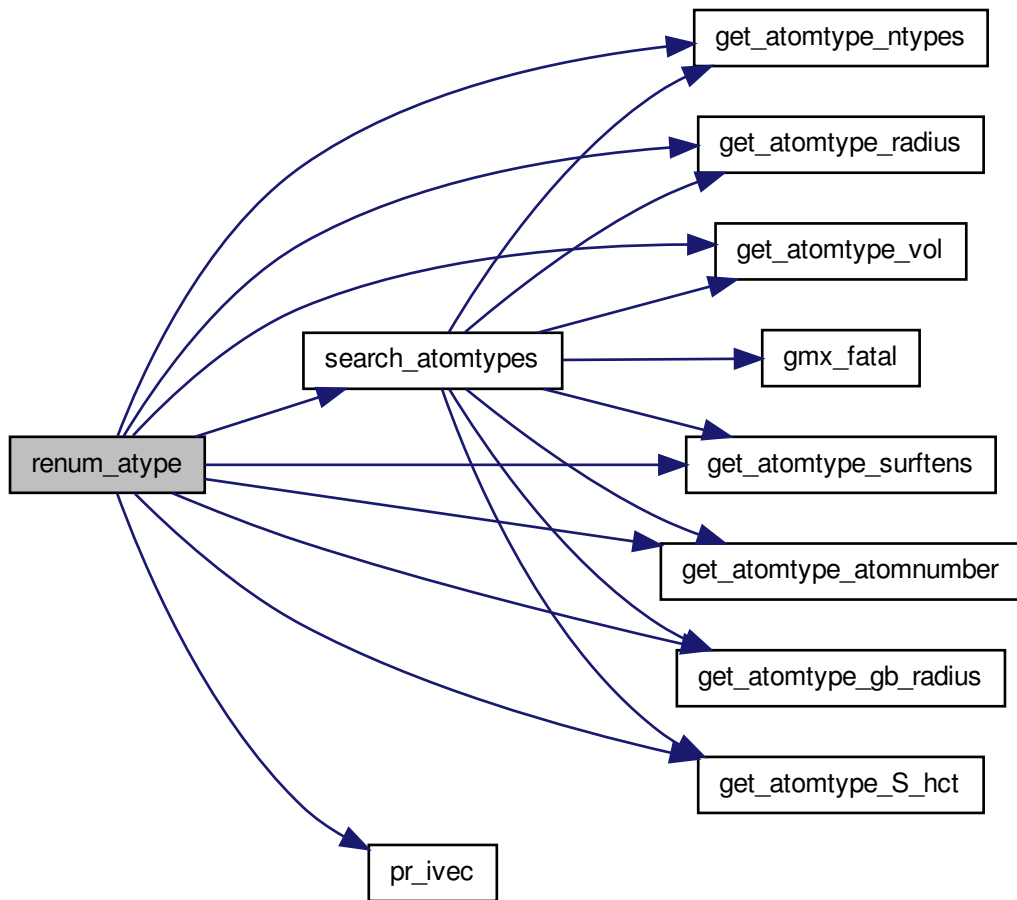 get_atomtype_ntypes
get_atomtype_radius
get_atomtype_vol
search_atomtypes
gmx_fatal
renum_atype
get_atomtype_surftens
get_atomtype_atomnumber
get_atomtype_gb_radius
get_atomtype_S_hct
pr_ivec